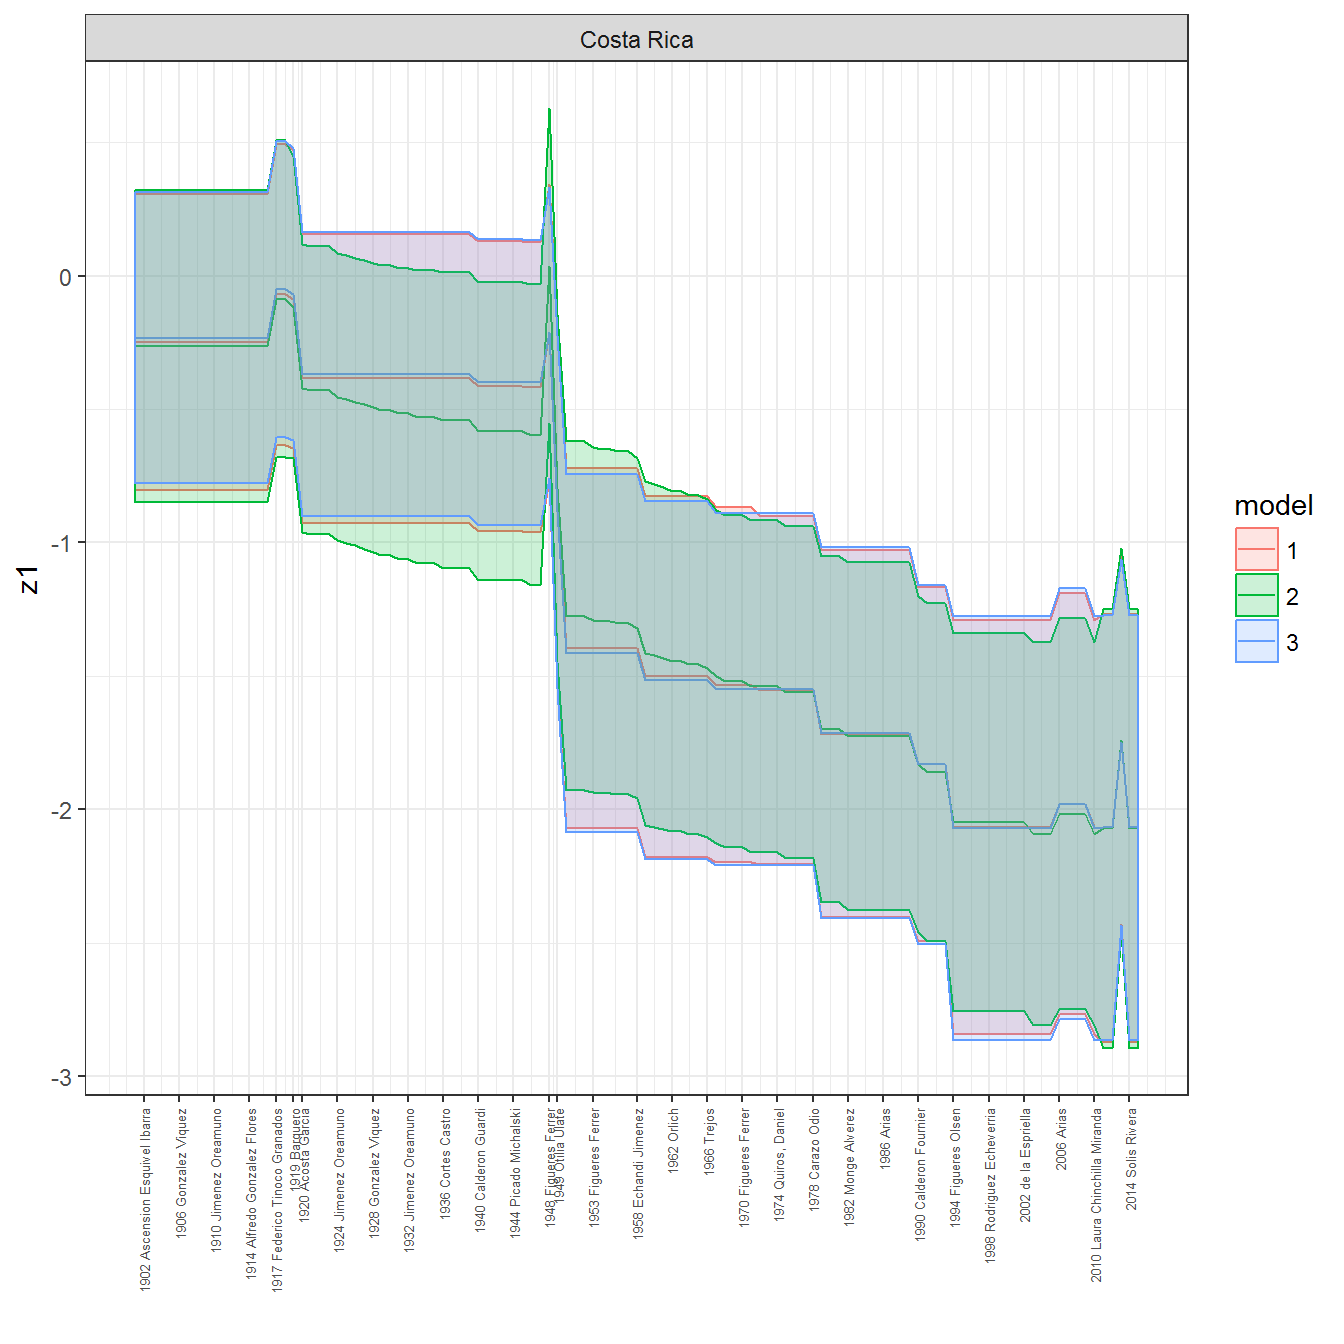 Costa Rica
z1
0
-1
-2
-3
model
1
2
3
1902 Ascension Esquivel Ibarra
1906 Gonzalez Viquez
1910 Jimenez Oreamuno
1914 Alfredo Gonzalez Flores
1917 Federico Tinoco Granados
1919 Barquero
1920 Acosta Garcia
1924 Jimenez Oreamuno
1928 Gonzalez Viquez
1932 Jimenez Oreamuno
1936 Cortes Castro
1940 Calderon Guardi
1944 Picado Michalski
1948 Figueres Ferrer
1949 Otilia Ulate
1953 Figueres Ferrer
1958 Echandi Jimenez
1962 Orlich
1966 Trejos
1970 Figueres Ferrer
1974 Quiros, Daniel
1978 Carazo Odio
1982 Monge Alverez
1986 Arias
1990 Calderon Fournier
1994 Figueres Olsen
1998 Rodriguez Echeverria
2002 de la Espriella
2006 Arias
2010 Laura Chinchilla Miranda
2014 Solis Rivera